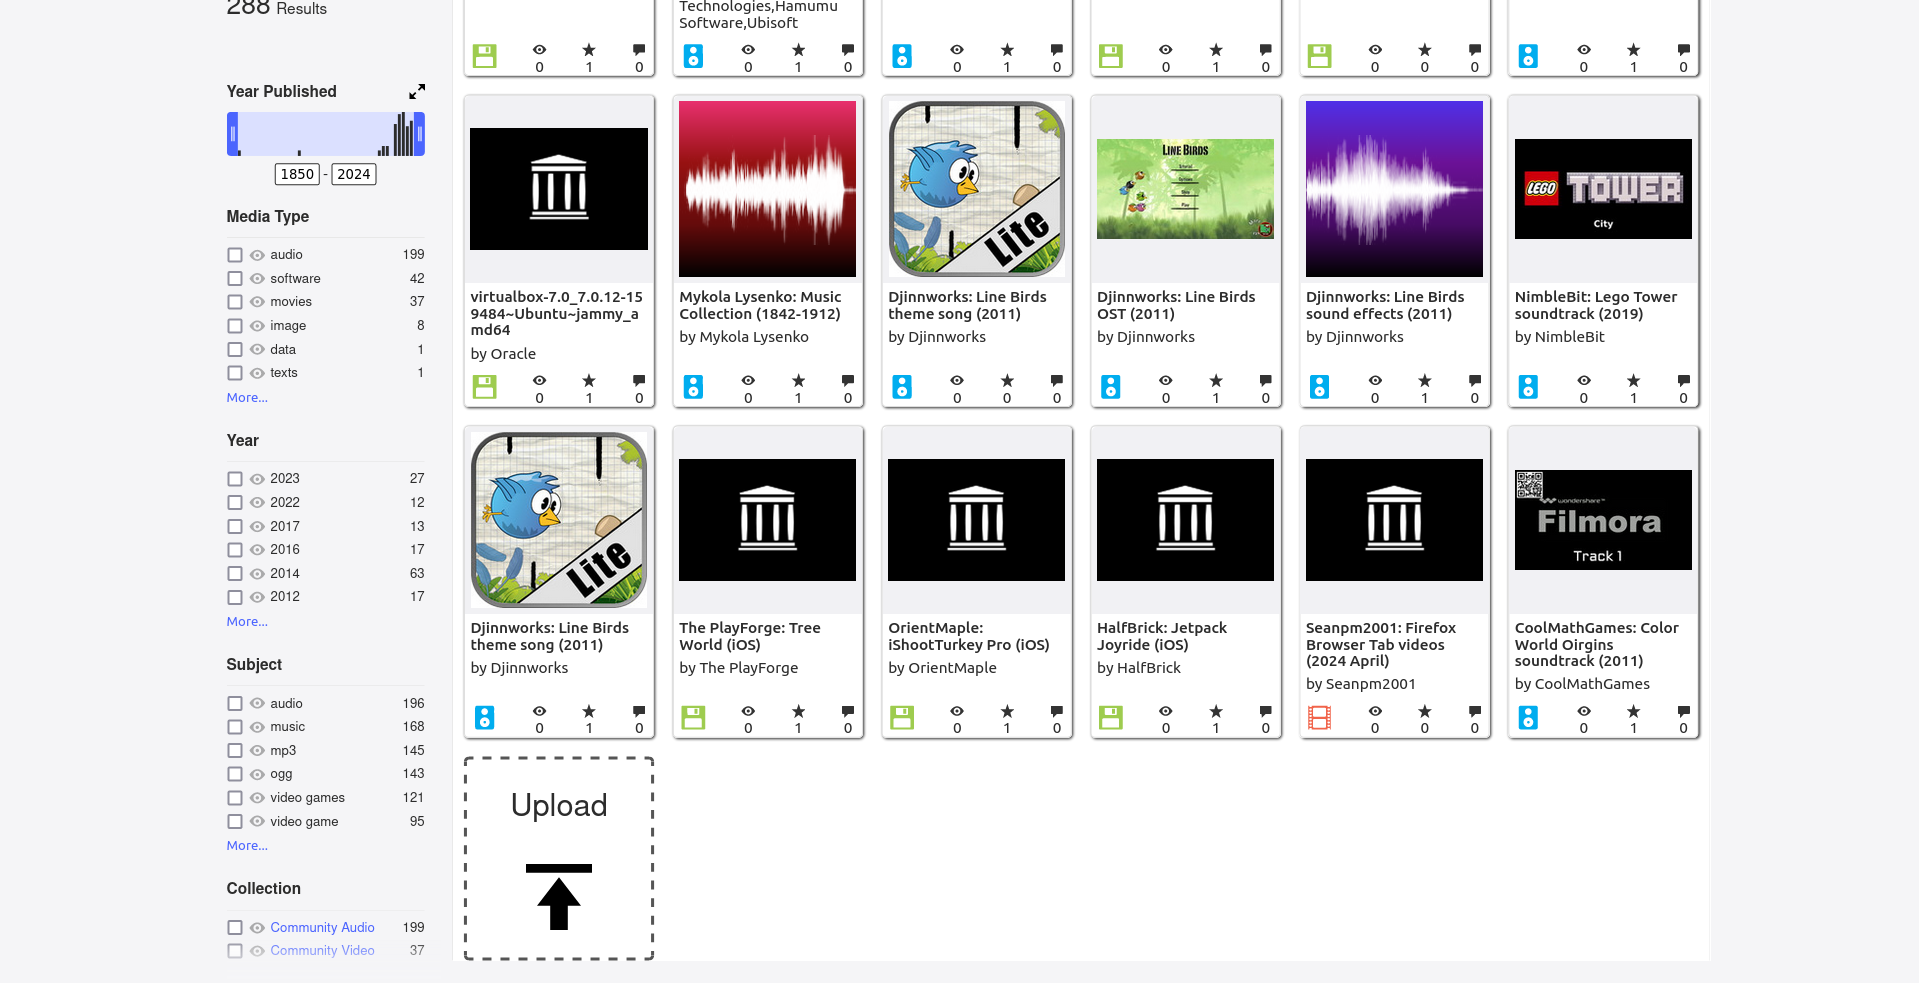 288 Results
Technologies,Hamumu
Software,Ubisoft
0 1 0
0 1 0
0 1 0
0 1 0
0 0 0
0 1 0
Year Published
1850 - 2024
Media Type
audio 199
software 42
movies 37
image 8
data 1
texts 1
More...
Year
2023 27
2022 12
2017 13
2016 17
2014 63
2012 17
More...
Subject
audio 196
music 168
mp3 145
ogg 143
video games 121
video game 95
More...
Collection
Community Audio 199
Community Video 37
virtualbox-7.0_7.0.12-15
9484~Ubuntu~jammy_a
md64
by Oracle
0 1 0
Mykola Lysenko: Music
Collection (1842-1912)
by Mykola Lysenko
0 1 0
Lite
Djinnworks: Line Birds
theme song (2011)
by Djinnworks
0 0 0
LINE BIRDS
Djinnworks: Line Birds
OST (2011)
by Djinnworks
0 1 0
Djinnworks: Line Birds
sound effects (2011)
by Djinnworks
0 1 0
LEGO TOWER
City
NimbleBit: Lego Tower
soundtrack (2019)
by NimbleBit
0 1 0
Lite
Djinnworks: Line Birds
theme song (2011)
by Djinnworks
0 1 0
The PlayForge: Tree
World (iOS)
by The PlayForge
0 1 0
OrientMaple:
iShootTurkey Pro (iOS)
by OrientMaple
0 1 0
HalfBrick: Jetpack
Joyride (iOS)
by HalfBrick
0 1 0
Seanpm2001: Firefox
Browser Tab videos
(2024 April)
by Seanpm2001
0 0 0
wondershare™
Filmora
Track 1
CoolMathGames: Color
World Oirgins
soundtrack (2011)
by CoolMathGames
0 1 0
Upload